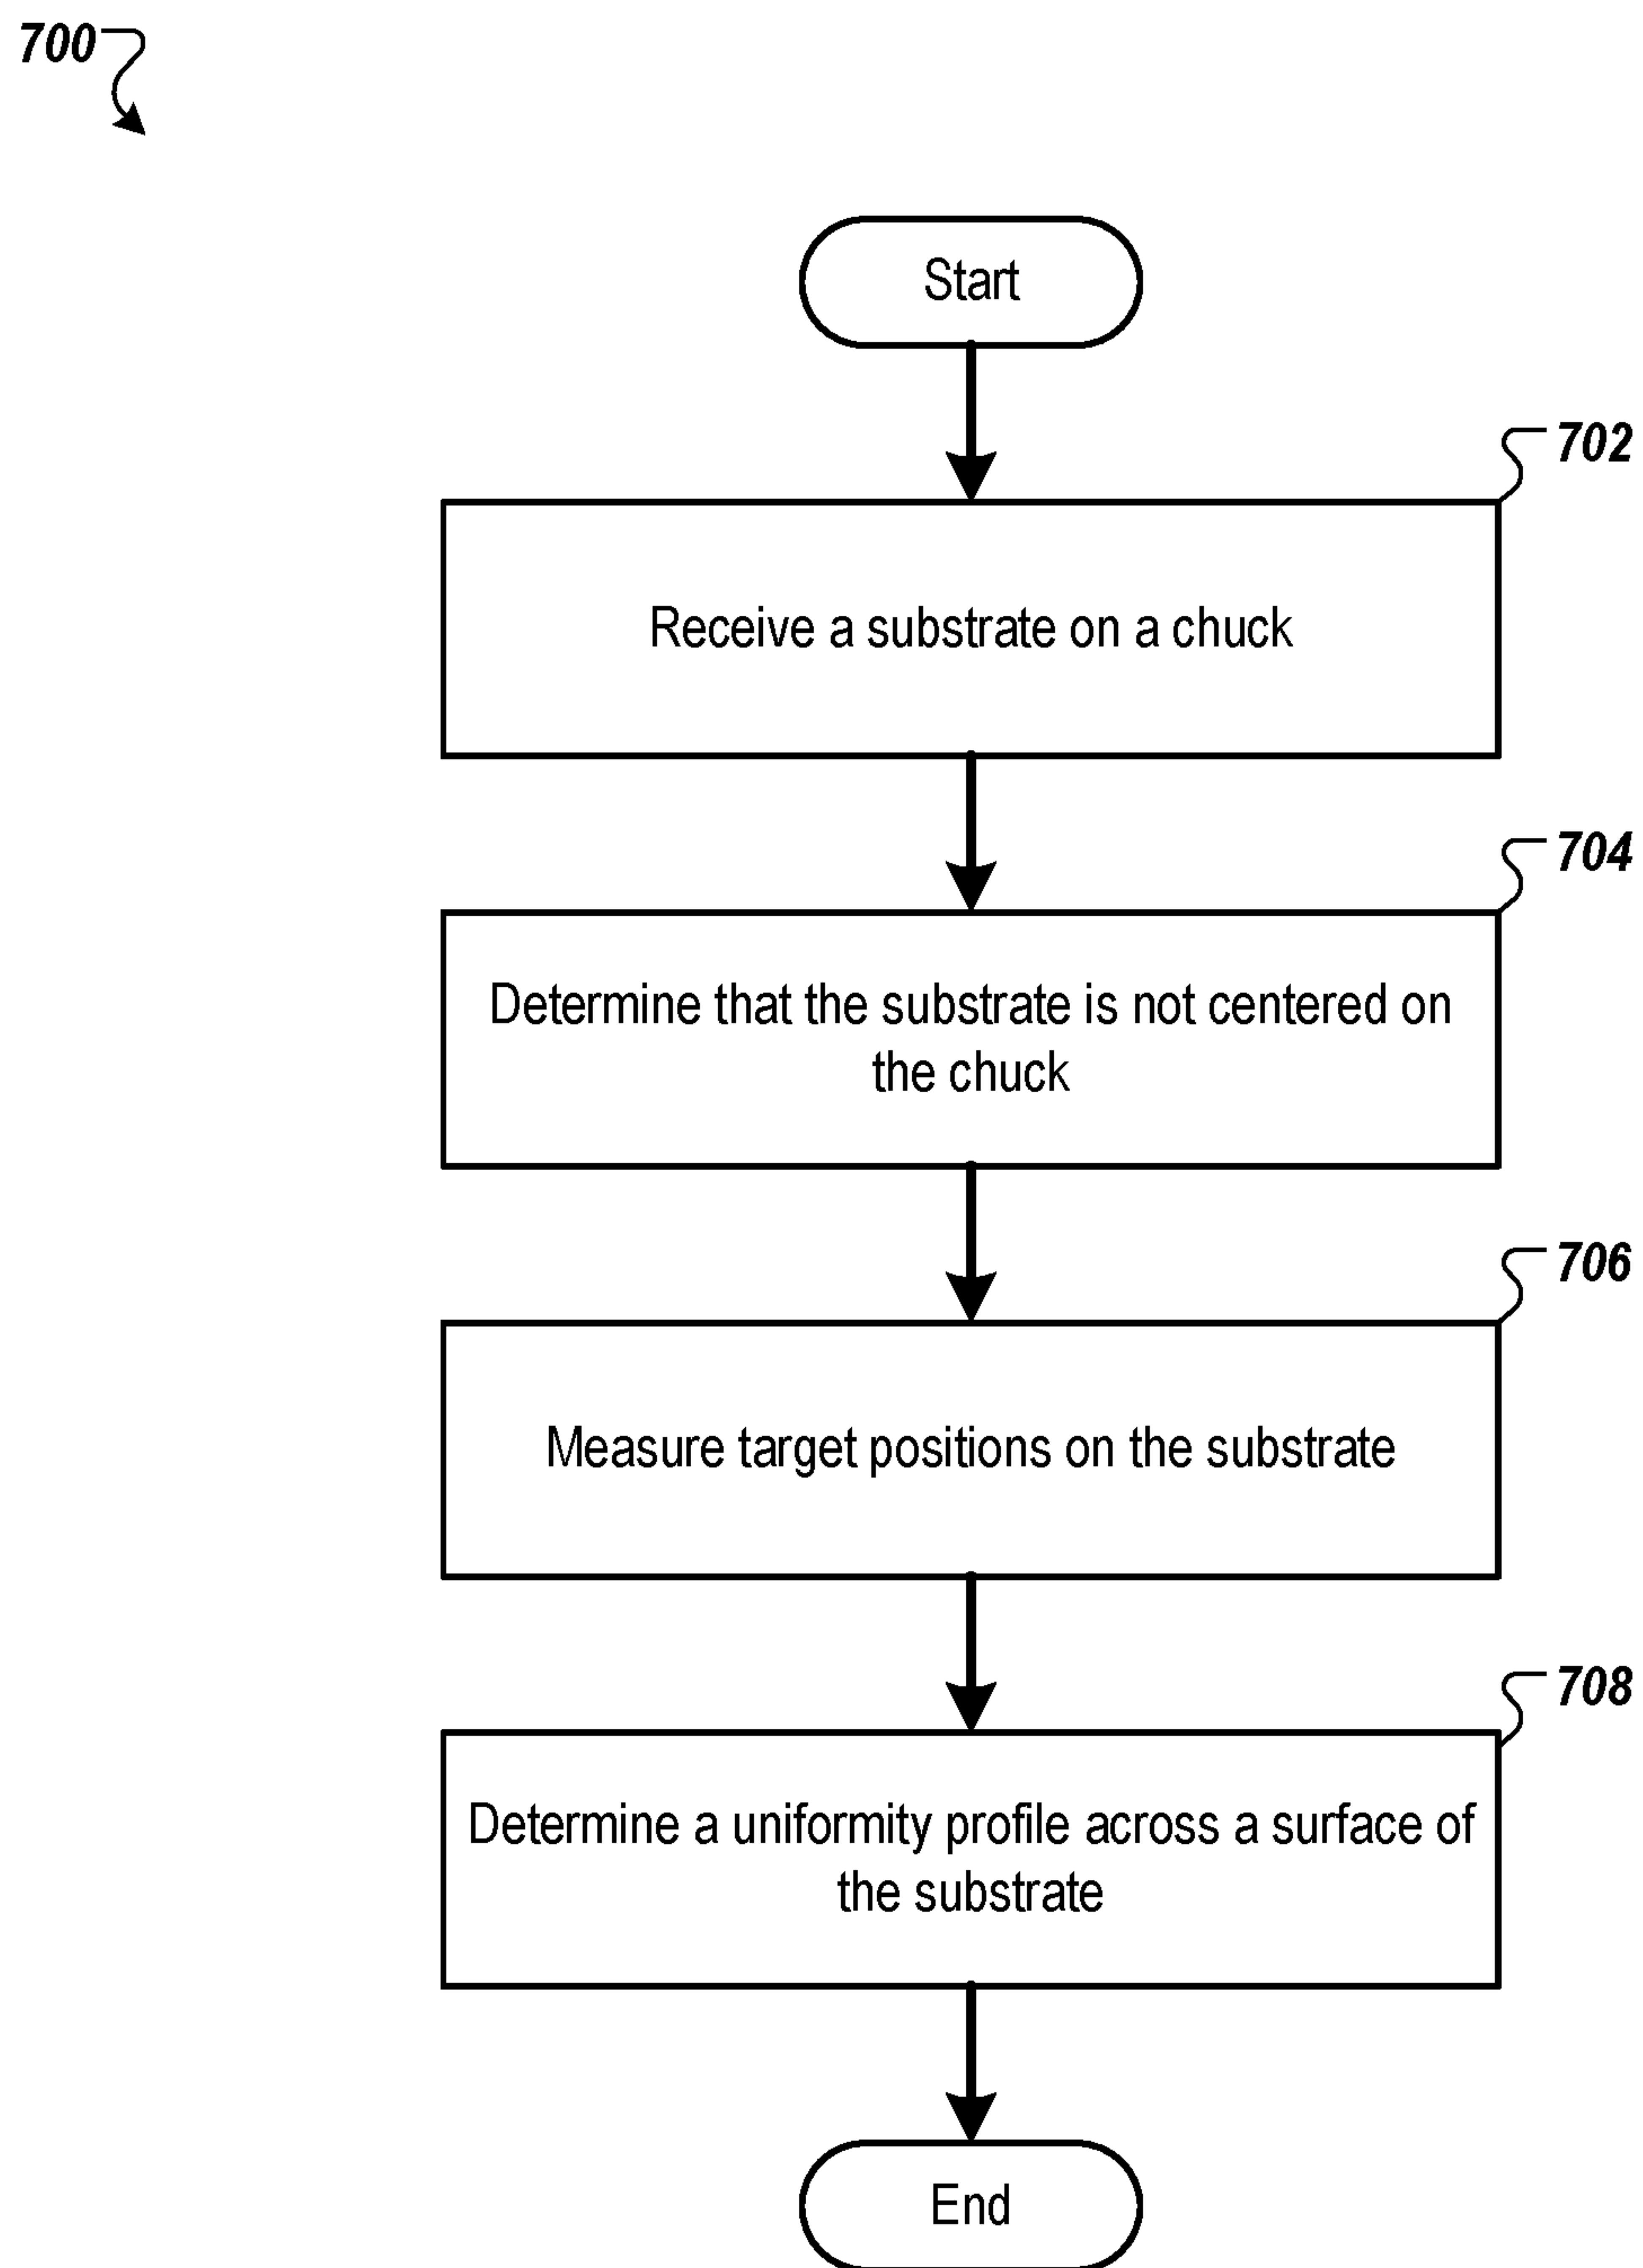 700
Start
702
Receive a substrate on a chuck
704
Determine that the substrate is not centered on
the chuck
706
Measure target positions on the substrate
708
Determine a uniformity profile across a surface of
the substrate
End